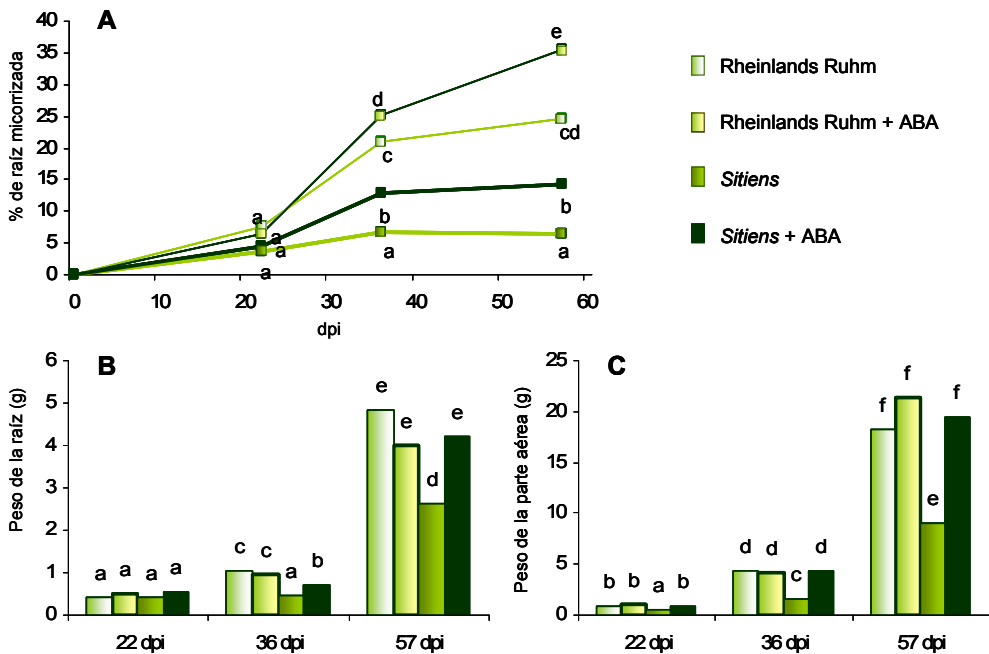 A
% de raíz micorrizada
40
35
30
25
20
15
10
5
0
0 10 20 30 40 50 60
dpi
a
a
a
a
d
c
b
a
e
cd
b
a
Rheinlands Ruhm
Rheinlands Ruhm + ABA
Sitiens
Sitiens + ABA
B
Peso de la raíz (g)
6
5
4
3
2
1
0
a a a a
c c a b
e e d e
22 dpi 36 dpi 57 dpi
C
Peso de la parte aérea (g)
25
20
15
10
5
0
b b a b
d d c d
f f e f
22 dpi 36 dpi 57 dpi